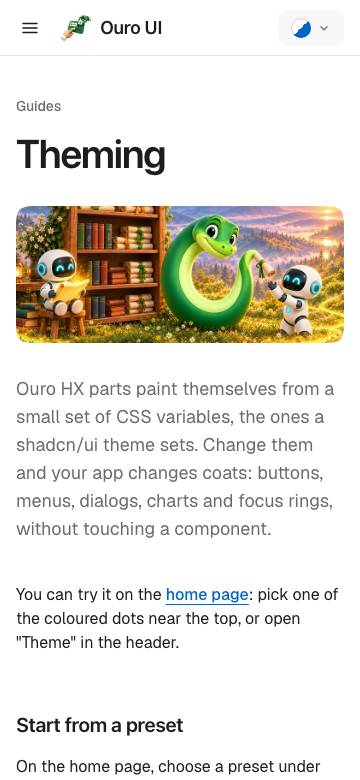 Ouro UI
Guides
Theming
Ouro HX parts paint themselves from a
small set of CSS variables, the ones a
shadcn/ui theme sets. Change them
and your app changes coats: buttons,
menus, dialogs, charts and focus rings,
without touching a component.
You can try it on the home page: pick one of
the coloured dots near the top, or open
"Theme" in the header.
Start from a preset
On the home page, choose a preset under